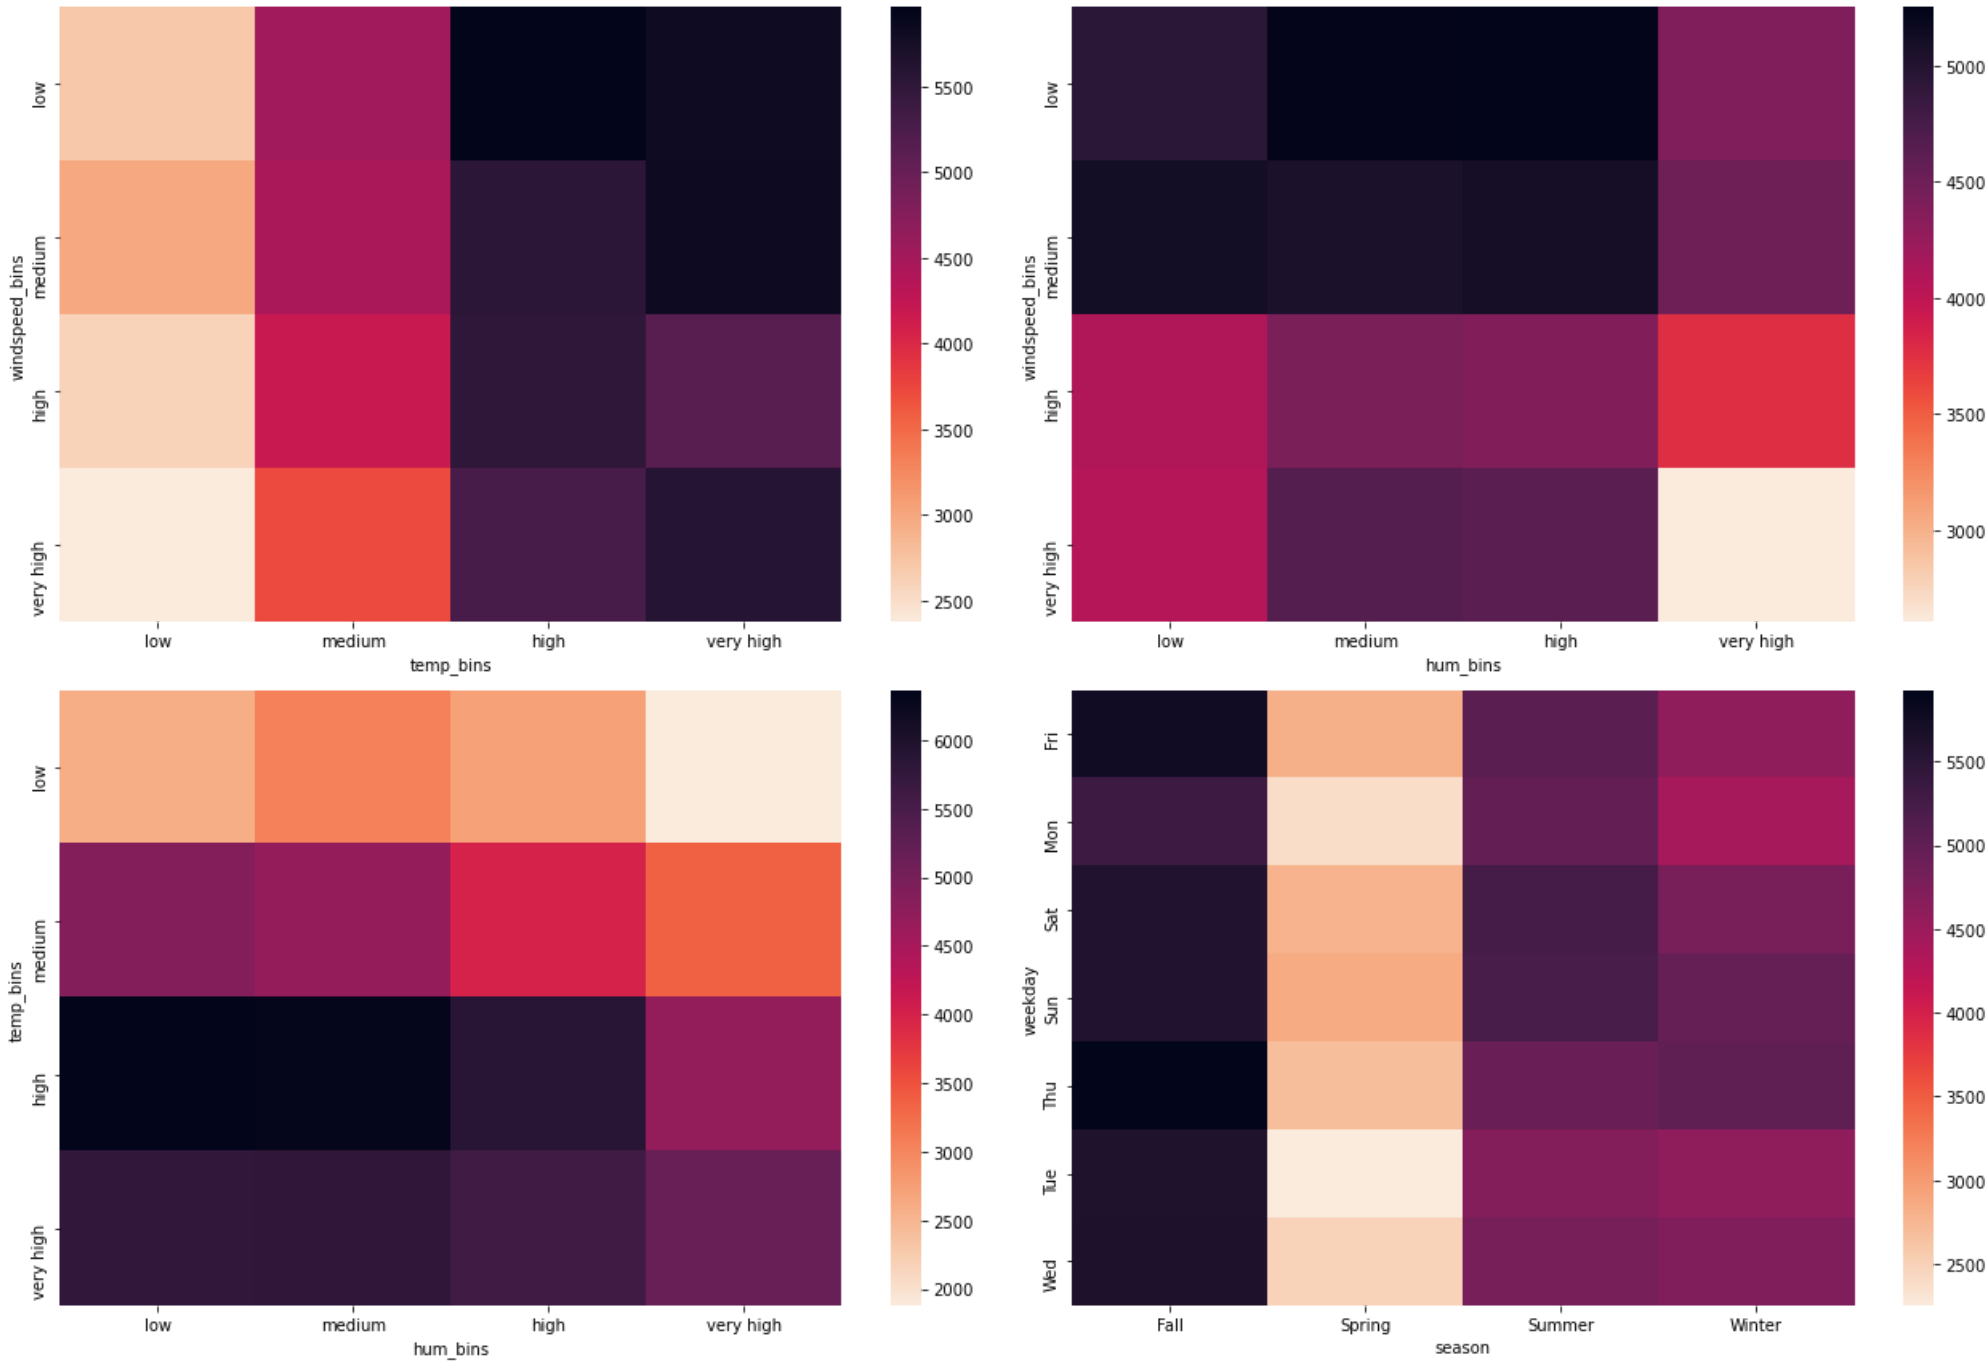 windspeed_bins
low
medium
high
very high
low
medium
high
very high
temp_bins
5500
5000
4500
4000
3500
3000
2500
windspeed_bins
low
medium
high
very high
low
medium
high
very high
hum_bins
5000
4500
4000
3500
3000
temp_bins
low
medium
high
very high
low
medium
high
very high
hum_bins
6000
5500
5000
4500
4000
3500
3000
2500
2000
weekday
Fri
Mon
Sat
Sun
Thu
Tue
Wed
Fall
Spring
Summer
Winter
season
5500
5000
4500
4000
3500
3000
2500